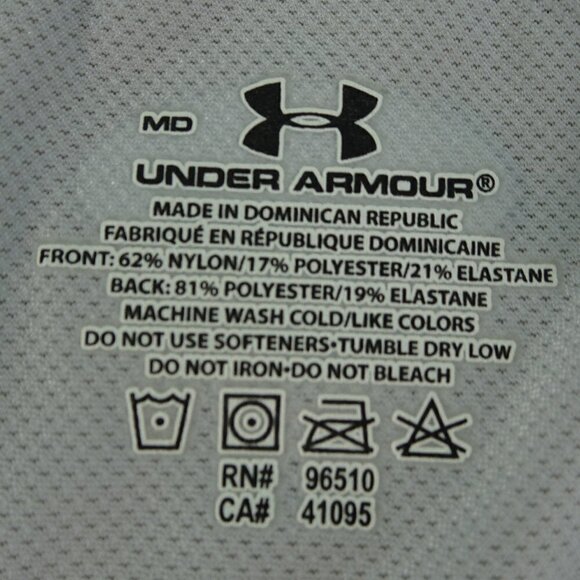 MD
UNDER ARMOUR®
MADE IN DOMINICAN REPUBLIC
FABRIQUÉ EN RÉPUBLIQUE DOMINICAINE
FRONT: 62% NYLON/17% POLYESTER/21% ELASTANE
BACK: 81% POLYESTER/19% ELASTANE
MACHINE WASH COLD/LIKE COLORS
DO NOT USE SOFTENERS•TUMBLE DRY LOW
DO NOT IRON•DO NOT BLEACH
RN# 96510
CA# 41095